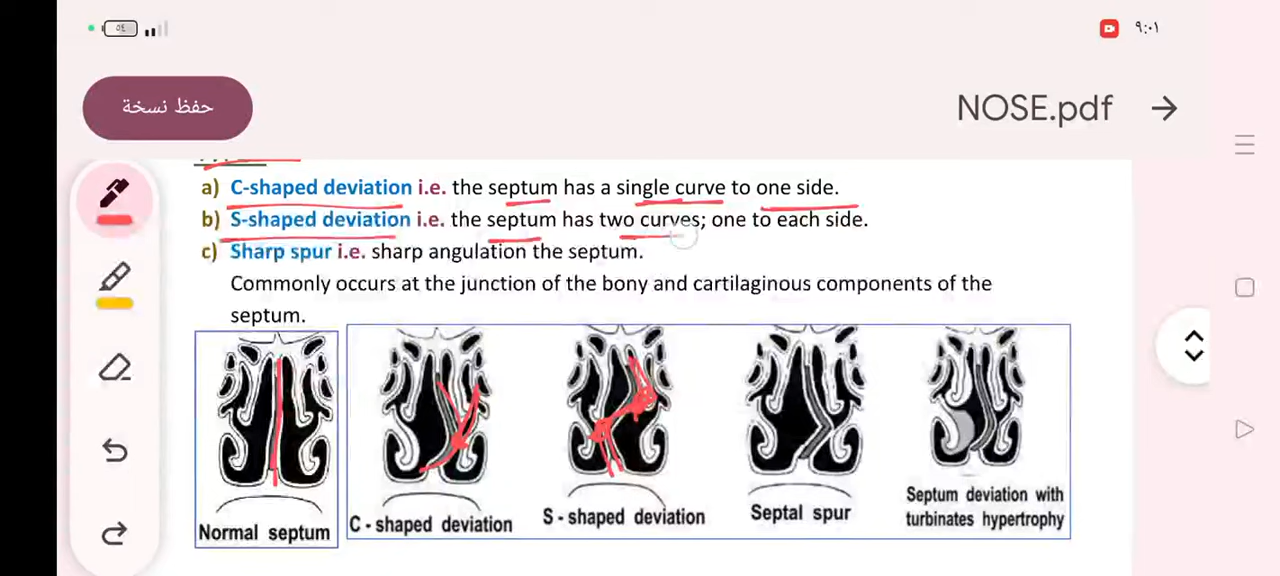 ٥٤
٩:٠١
حفظ نسخة
NOSE.pdf
a) C-shaped deviation i.e. the septum has a single curve to one side.
b) S-shaped deviation i.e. the septum has two curves; one to each side.
c) Sharp spur i.e. sharp angulation the septum.
Commonly occurs at the junction of the bony and cartilaginous components of the
septum.
Normal septum
C - shaped deviation
S - shaped deviation
Septal spur
Septum deviation with
turbinates hypertrophy